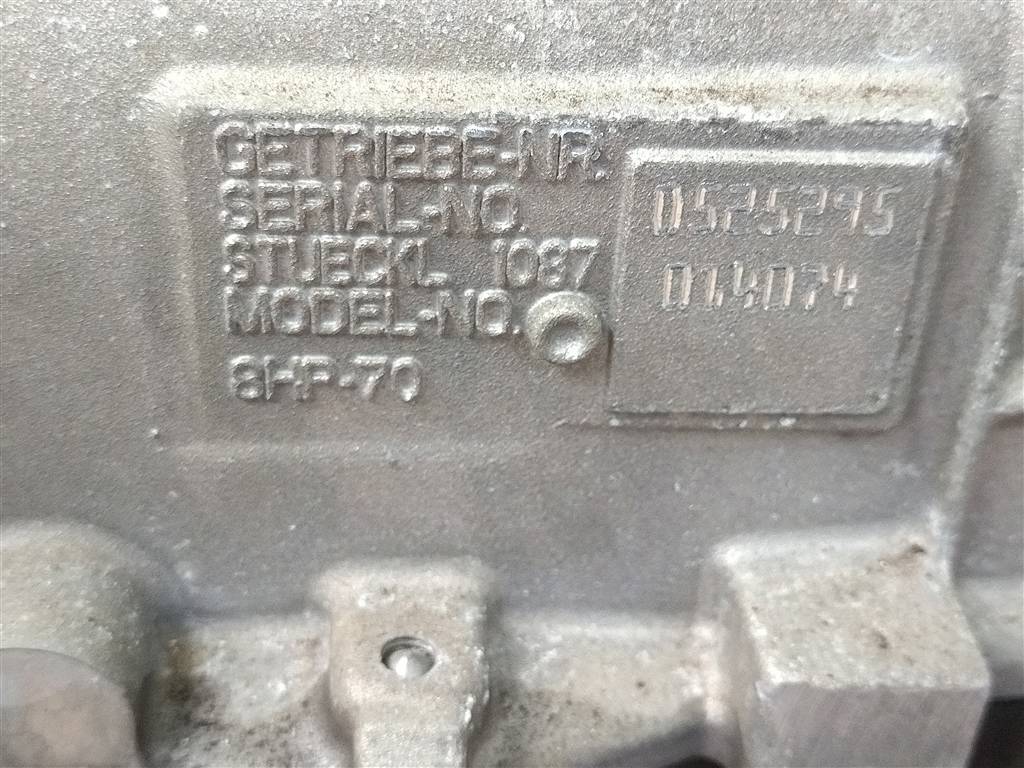 GETRIEBE-NR.
SERIAL-NO. 0525295
STUECKL. 1087 014074
MODEL-NO.
8HP-70